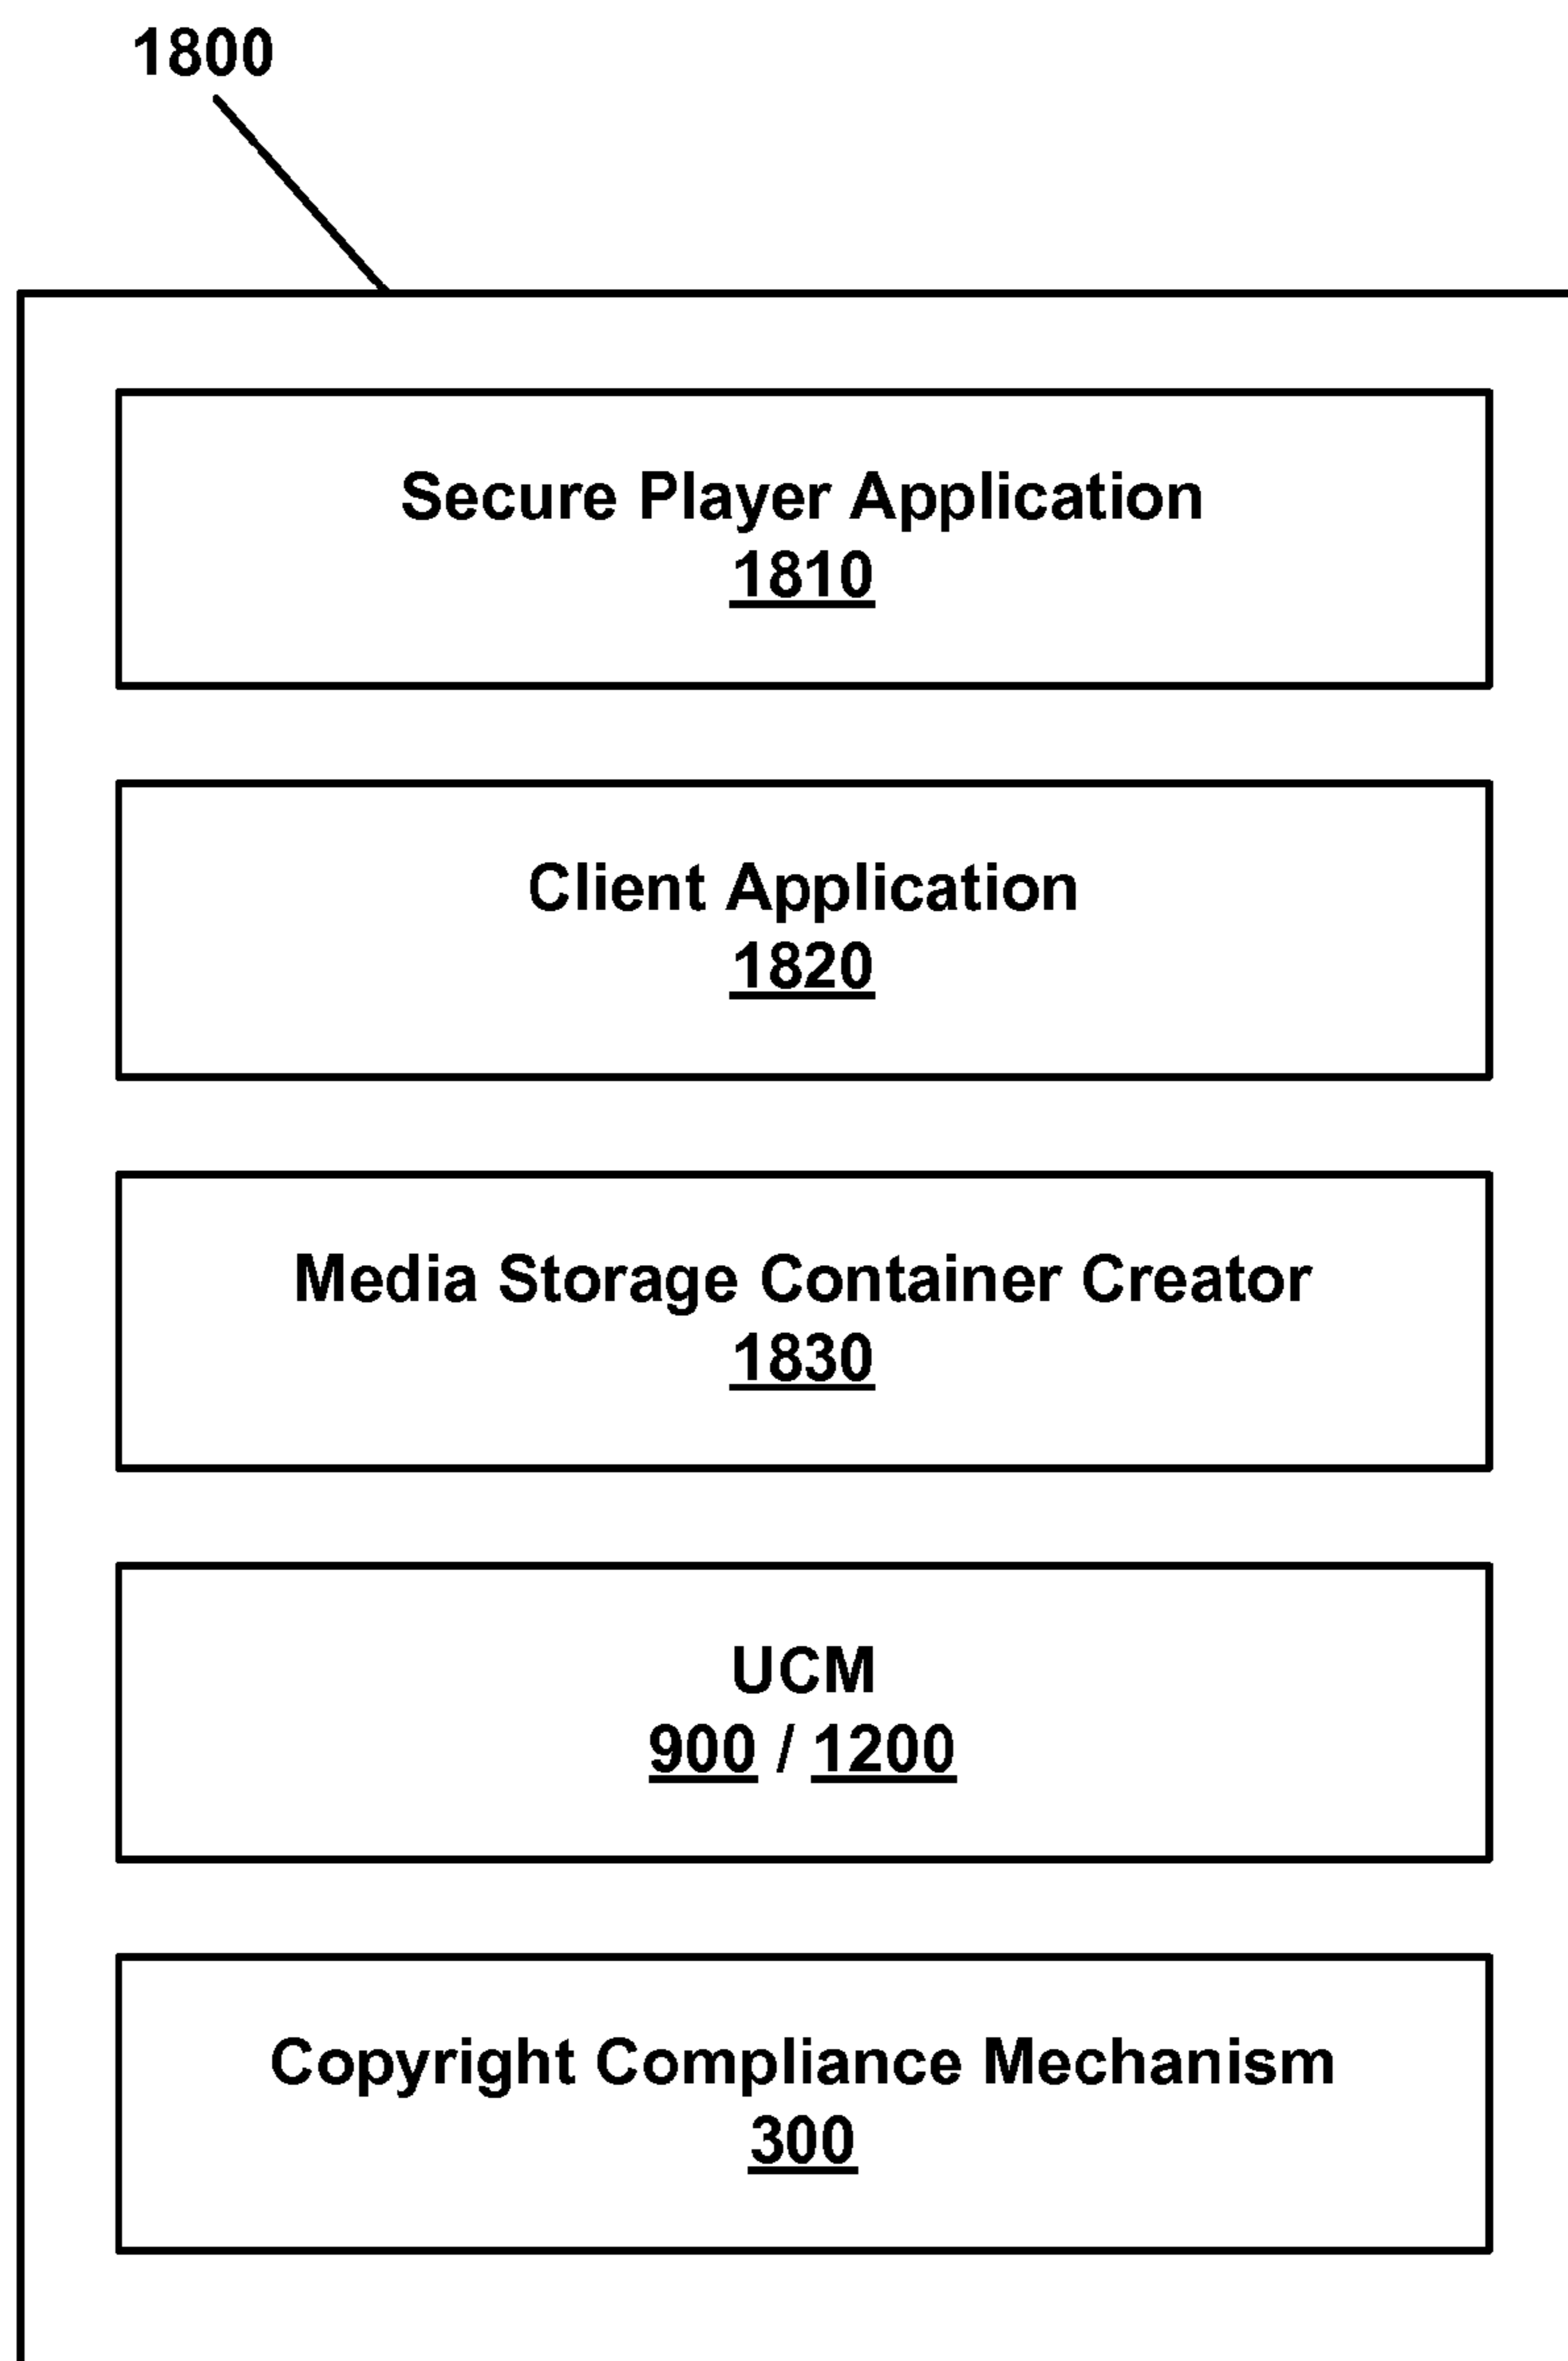 1800
Secure Player Application
1810
Client Application
1820
Media Storage Container Creator
1830
UCM
900 / 1200
Copyright Compliance Mechanism
300